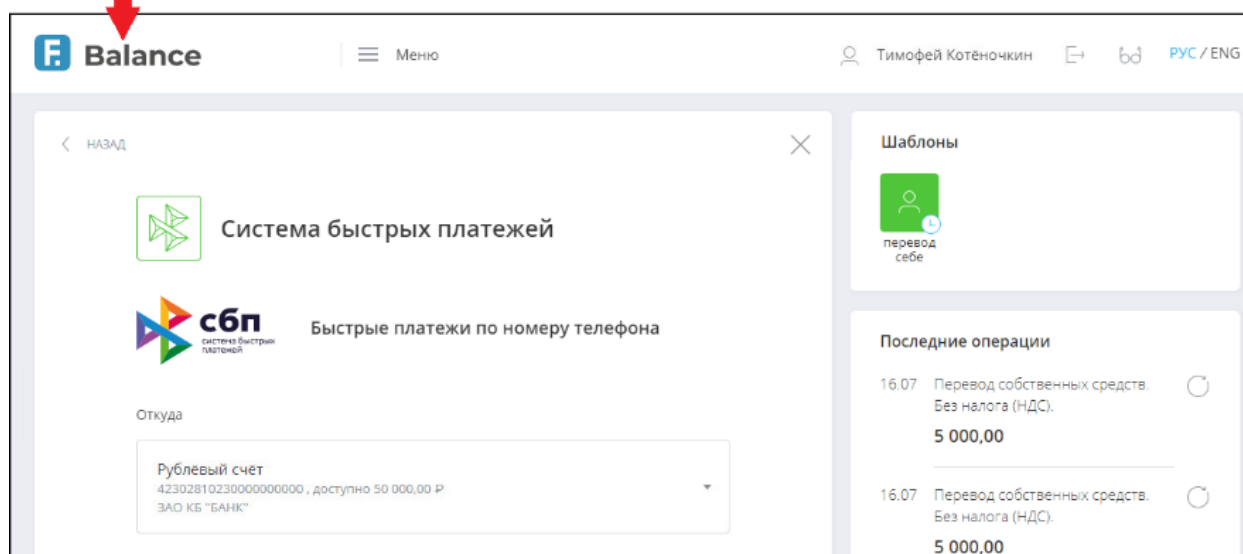 F. Balance
Меню
Тимофей Котёночкин
РУС / ENG
НАЗАД
Система быстрых платежей
сбп
система быстрых
платежей
Быстрые платежи по номеру телефона
Откуда
Рублёвый счёт
42302810230000000000 , доступно 50 000,00 ₽
ЗАО КБ "БАНК"
Шаблоны
перевод
себе
Последние операции
16.07 Перевод собственных средств.
Без налога (НДС).
5 000,00
16.07 Перевод собственных средств.
Без налога (НДС).
5 000,00